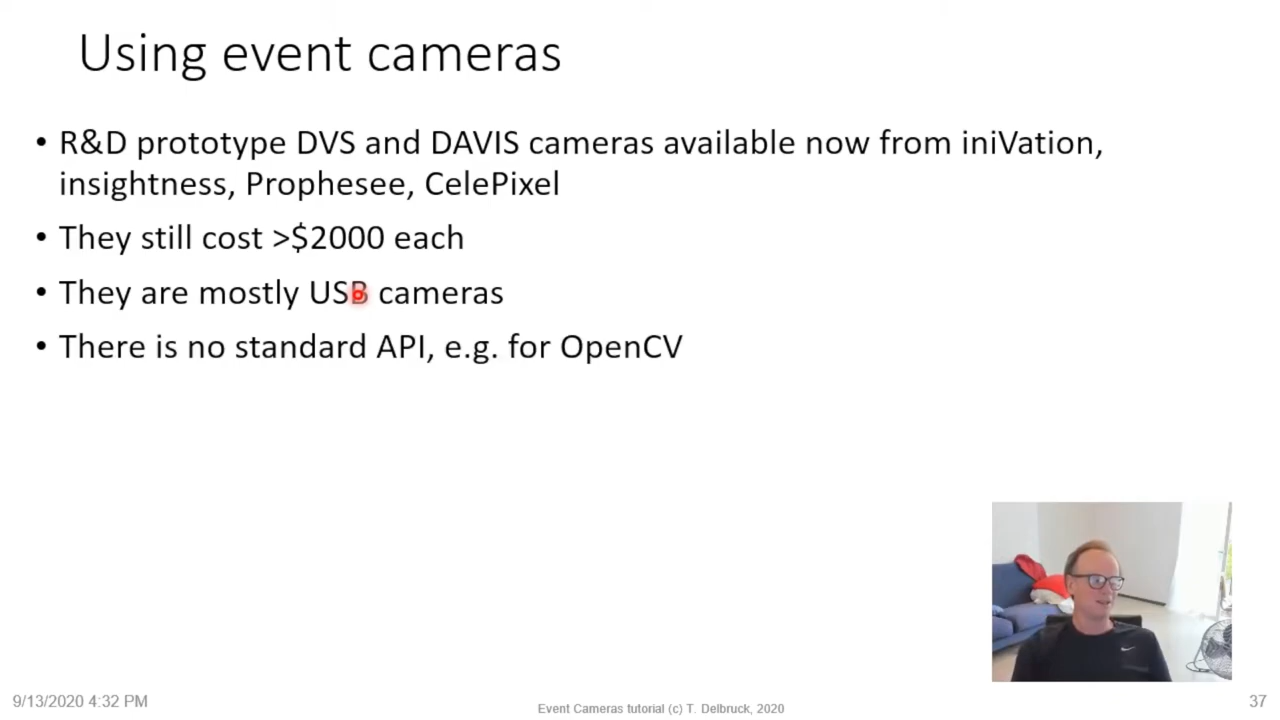 Using event cameras
• R&D prototype DVS and DAVIS cameras available now from iniVation,
insightness, Prophesee, CelePixel
• They still cost >$2000 each
• They are mostly USB cameras
• There is no standard API, e.g. for OpenCV
9/13/2020 4:32 PM
Event Cameras tutorial (c) T. Delbruck, 2020
37